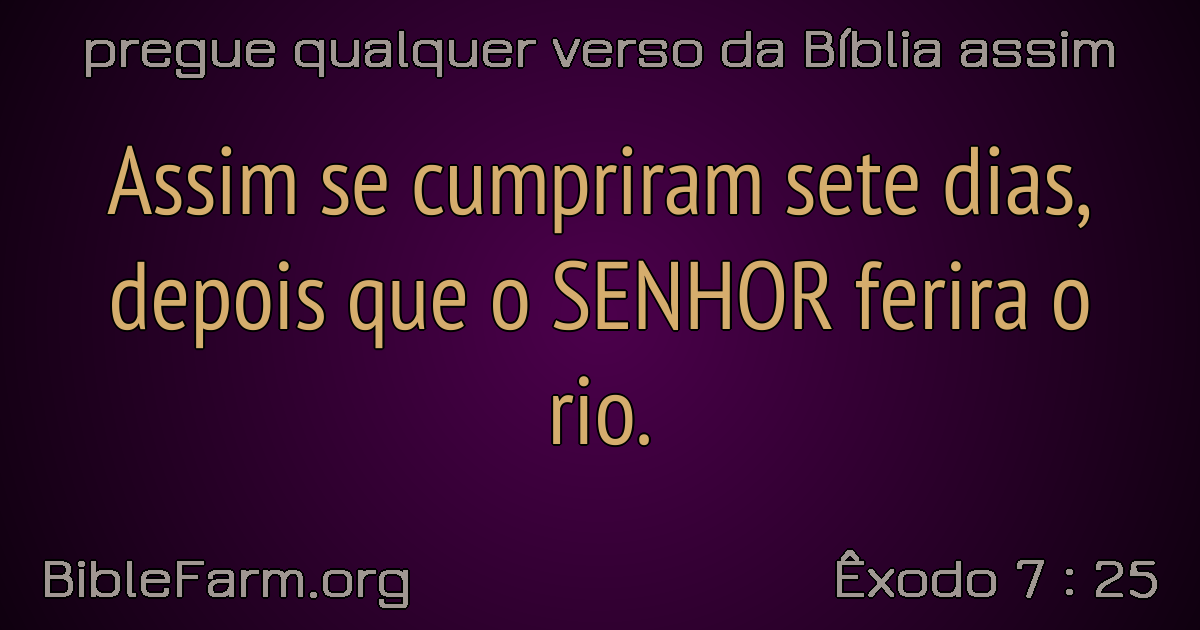 pregue qualquer verso da Bíblia assim
Assim se cumpriram sete dias,
depois que o SENHOR ferira o
rio.
BibleFarm.org
Êxodo 7 : 25